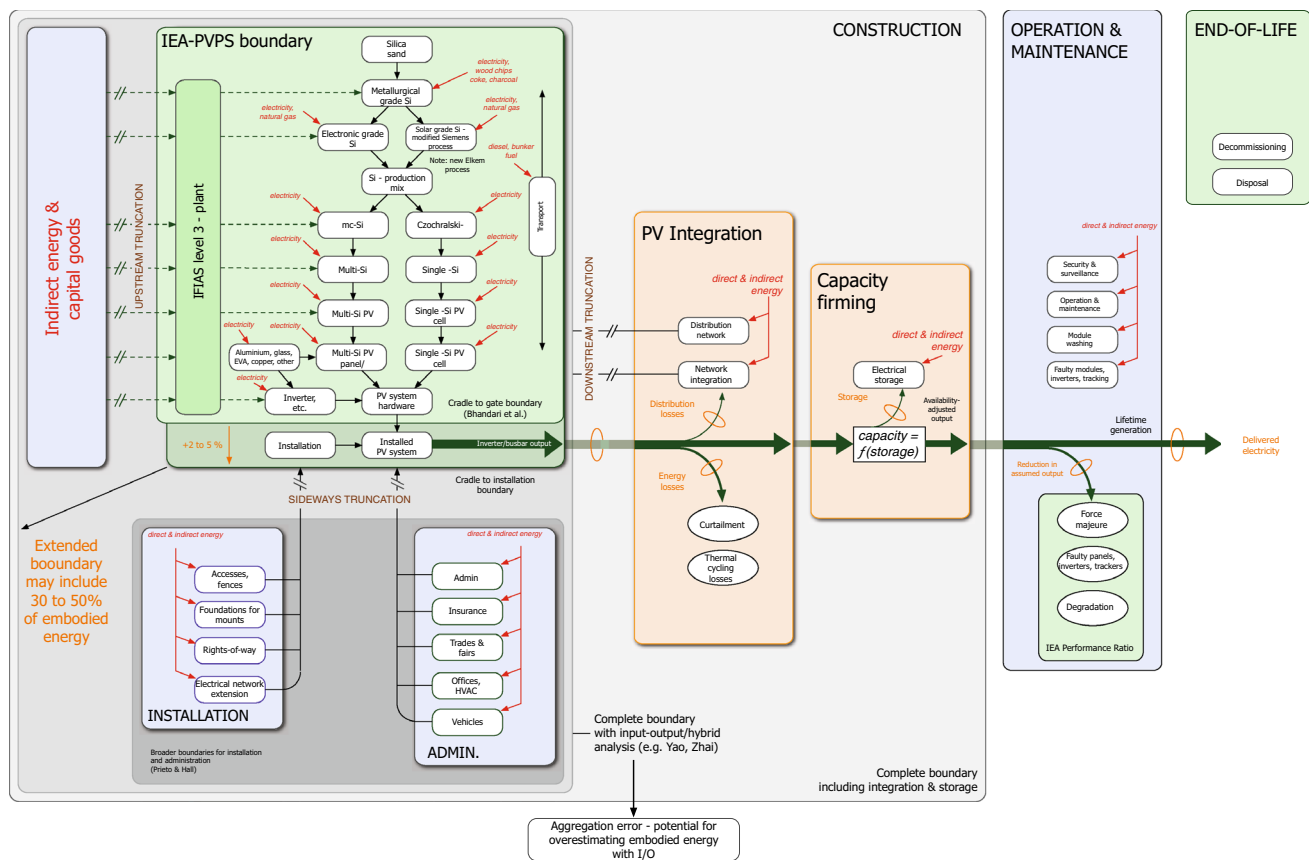 IEA-PVPS boundary
CONSTRUCTION
OPERATION &
MAINTENANCE
END-OF-LIFE
Indirect energy &
capital goods
UPSTREAM TRUNCATION
IFIAS level 3 - plant
Silica
sand
electricity,
wood chips
coke, charcoal
Metallurgical
grade Si
electricity,
natural gas
electricity,
natural gas
Electronic grade
Si
Solar grade Si -
modified Siemens
process
Note: new Elkem
process
diesel, bunker
fuel
Si - production
mix
Transport
electricity
electricity
mc-Si
Czochralski-
electricity
electricity
Multi-Si
Single -Si
electricity
electricity
Multi-Si PV
Single -Si PV
cell
electricity
electricity
electricity
Aluminium, glass,
EVA, copper, other
Multi-Si PV
panel/
Single -Si PV
cell
electricity
Inverter,
etc.
PV system
hardware
Cradle to gate boundary
(Bhandari et al.)
+2 to 5 %
Installation
Installed
PV system
Inverter/busbar output
Cradle to installation
boundary
SIDEWAYS TRUNCATION
DOWNSTREAM TRUNCATION
Extended
boundary
may include
30 to 50%
of embodied
energy
direct & indirect energy
Accesses,
fences
Foundations for
mounts
Rights-of-way
Electrical network
extension
INSTALLATION
direct & indirect energy
Admin
Insurance
Trades &
fairs
Offices,
HVAC
Vehicles
ADMIN.
Broader boundaries for installation
and administration
(Prieto & Hall)
Complete boundary
with input-output/hybrid
analysis (e.g. Yao, Zhai)
Complete boundary
including integration & storage
Aggregation error - potential for
overestimating embodied energy
with I/O
PV Integration
direct & indirect
energy
Distribution
network
Network
integration
Distribution
losses
Energy
losses
Curtailment
Thermal
cycling
losses
Capacity
firming
direct & indirect
energy
Electrical
storage
Storage
Availability-
adjusted
output
capacity =
ƒ(storage)
direct & indirect energy
Security &
surveillance
Operation &
maintenance
Module
washing
Faulty modules,
inverters, tracking
Lifetime
generation
Reduction in
assumed output
Force
majeure
Faulty panels,
inverters, trackers
Degradation
IEA Performance Ratio
Decommissioning
Disposal
Delivered
electricity